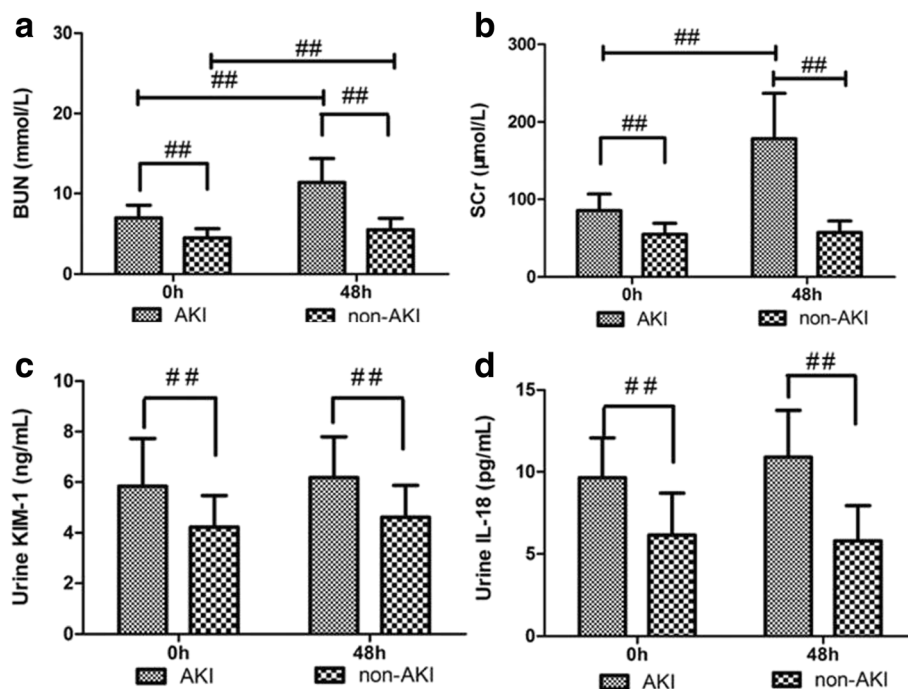 a
BUN (mmol/L)
30
20
10
0
##
##
##
##
0h
48h
AKI
non-AKI
b
SCr (µmol/L)
300
200
100
0
##
##
##
0h
48h
AKI
non-AKI
c
Urine KIM-1 (ng/mL)
10
8
6
4
2
0
##
##
0h
48h
AKI
non-AKI
d
Urine IL-18 (pg/mL)
15
10
5
0
##
##
0h
48h
AKI
non-AKI